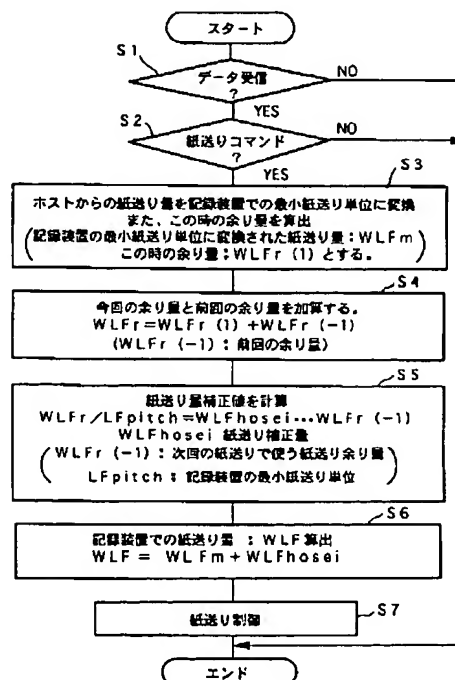 スタート
S1
データ受信
?
NO
YES
S2
紙送りコマンド
?
NO
YES
S3
ホストからの紙送り量を記録装置での最小紙送り単位に変換
また、この時の余り量を算出
(記録装置の最小紙送り単位に変換された紙送り量:WLFm
この時の余り量:WLFr(1)とする。)
S4
今回の余り量と前回の余り量を加算する。
WLFr=WLFr(1)+WLFr(-1)
(WLFr(-1):前回の余り量)
S5
紙送り量補正値を計算
WLFr/LFpitch=WLFhosei…WLFr(-1)
WLFhosei 紙送り補正量
(WLFr(-1):次回の紙送りで使う紙送り余り量
LFpitch:記録装置の最小紙送り単位)
S6
記録装置での紙送り量:WLF算出
WLF = WLFm+WLFhosei
S7
紙送り制御
エンド